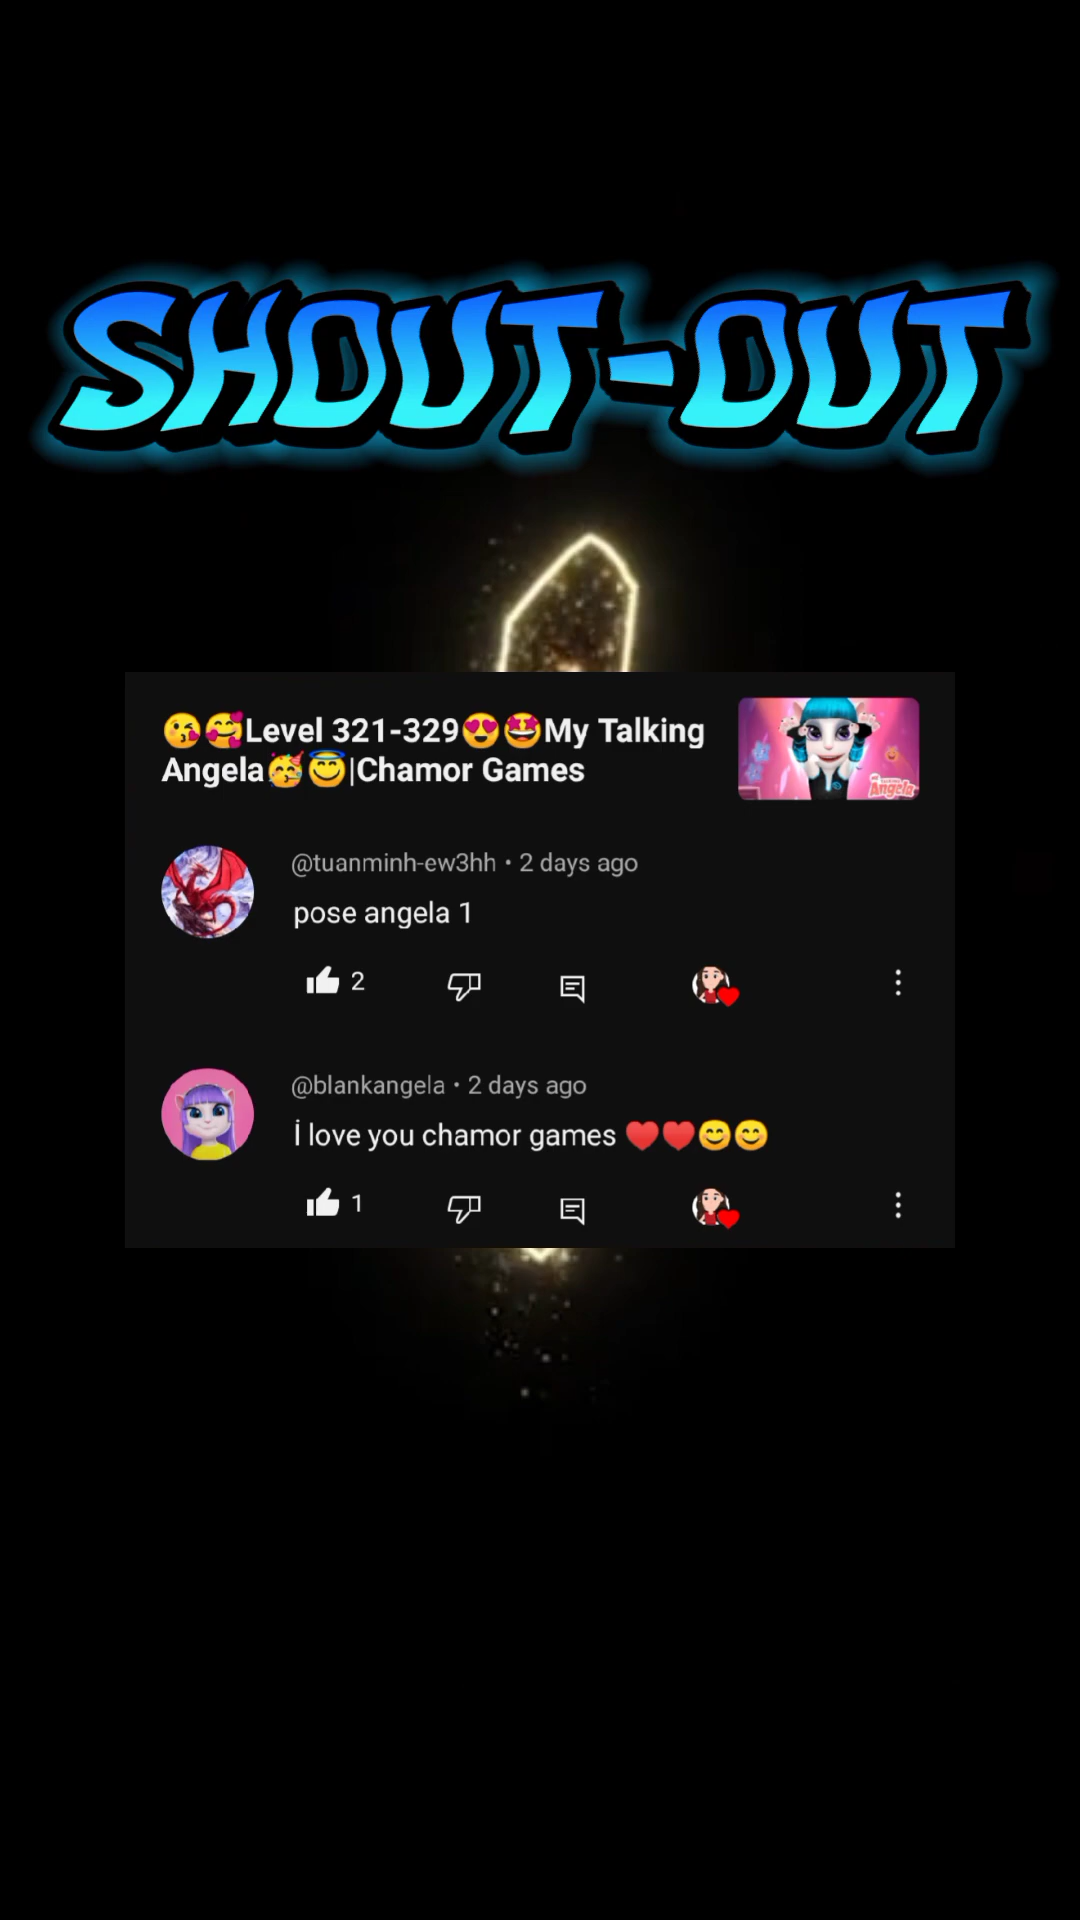 SHOUT-OUT
😘🥰Level 321-329😍🤩My Talking
Angela🥳😇|Chamor Games
Angela
@tuanminh-ew3hh • 2 days ago
pose angela 1
2
@blankangela • 2 days ago
İ love you chamor games ❤️❤️😊😊
1